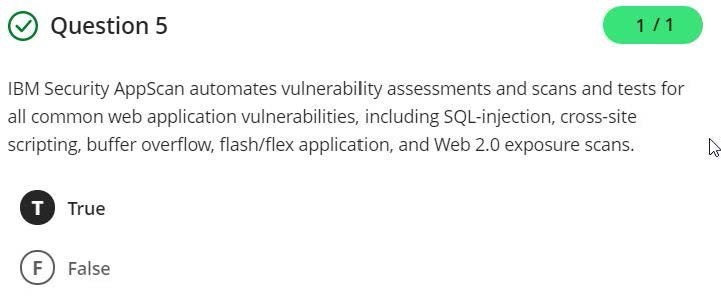 Question 5
1 / 1
IBM Security AppScan automates vulnerability assessments and scans and tests for
all common web application vulnerabilities, including SQL-injection, cross-site
scripting, buffer overflow, flash/flex application, and Web 2.0 exposure scans.
T True
F False